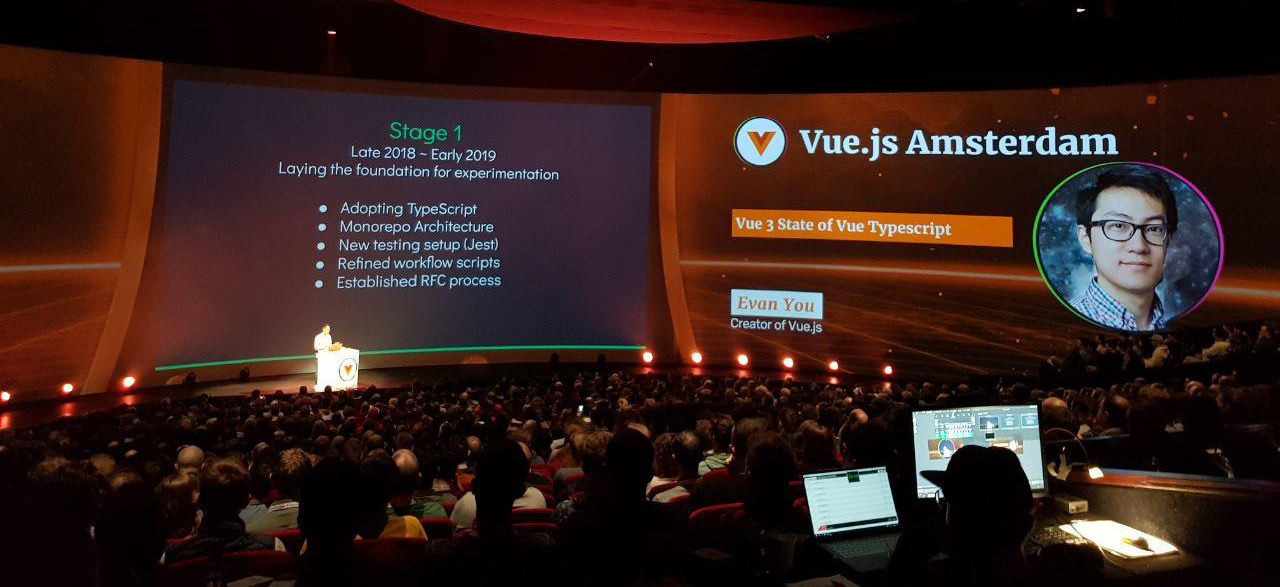 Stage 1
Late 2018 ~ Early 2019
Laying the foundation for experimentation
● Adopting TypeScript
● Monorepo Architecture
● New testing setup (Jest)
● Refined workflow scripts
● Established RFC process
Vue.js Amsterdam
Vue 3 State of Vue Typescript
Evan You
Creator of Vue.js